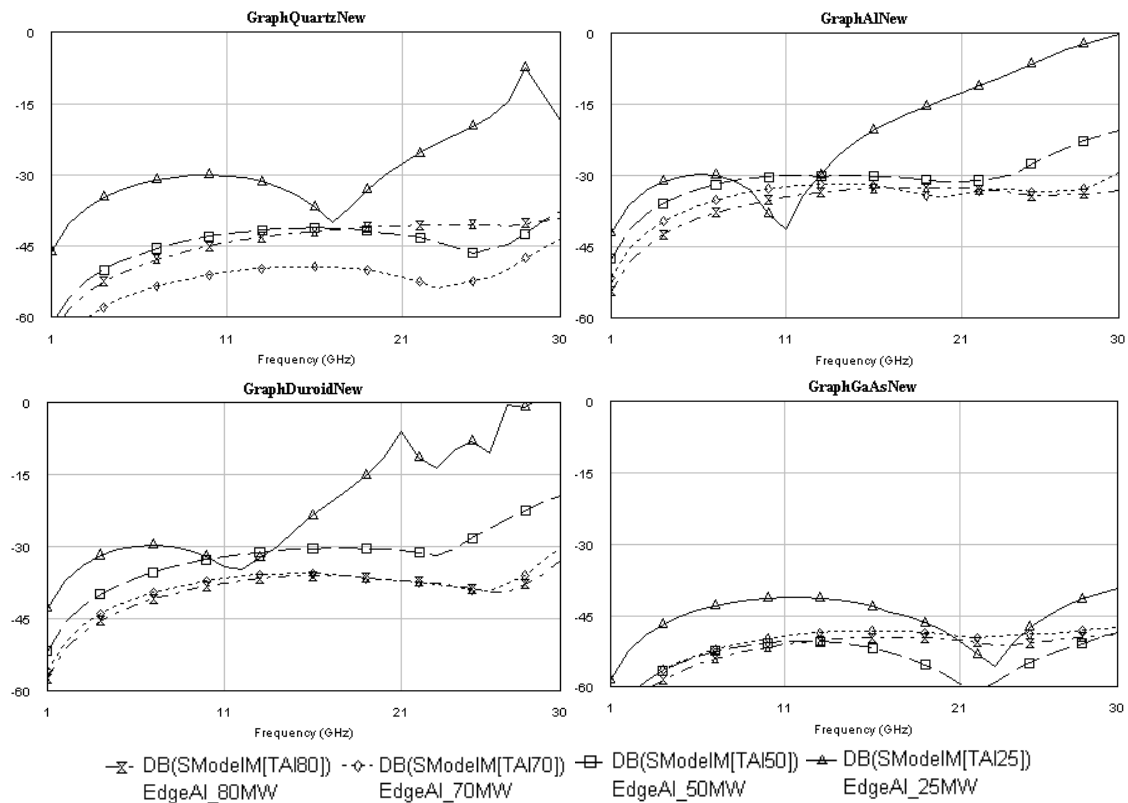 GraphQuartzNew
0
-15
-30
-45
-60
1 11 21 30
Frequency (GHz)
GraphAlNew
0
-15
-30
-45
-60
1 11 21 30
Frequency (GHz)
GraphDuroidNew
0
-15
-30
-45
-60
1 11 21 30
Frequency (GHz)
GraphGaAsNew
0
-15
-30
-45
-60
1 11 21 30
Frequency (GHz)
DB(SModelM[TAl80]) DB(SModelM[TAl70]) DB(SModelM[TAl50]) DB(SModelM[TAl25])
EdgeAl_80MW EdgeAl_70MW EdgeAl_50MW EdgeAl_25MW